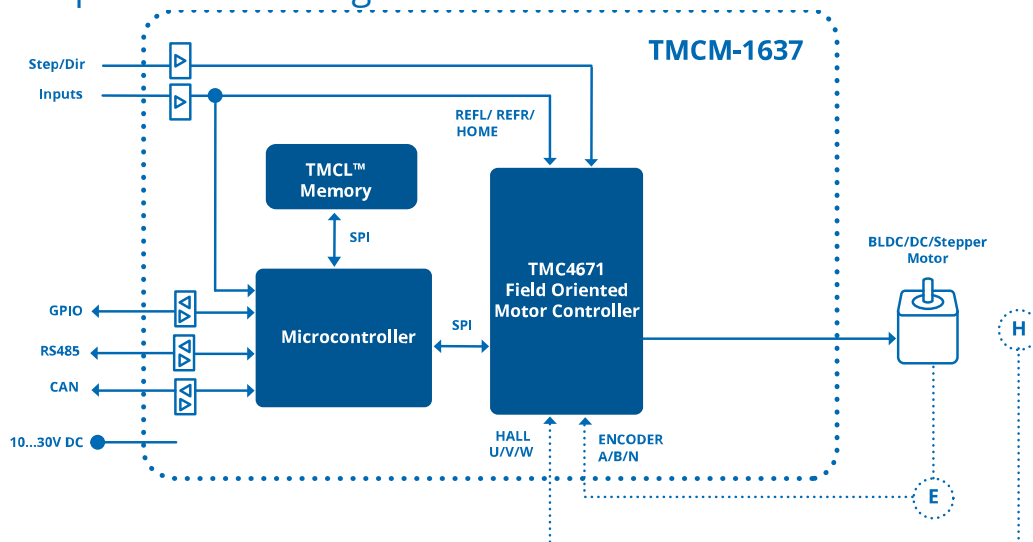 TMCM-1637
Step/Dir
Inputs
REFL/ REFR/
HOME
TMCL™
Memory
SPI
BLDC/DC/Stepper
Motor
TMC4671
Field Oriented
Motor Controller
GPIO
SPI
Microcontroller
H
RS485
CAN
10...30V DC
HALL
U/V/W
ENCODER
A/B/N
E